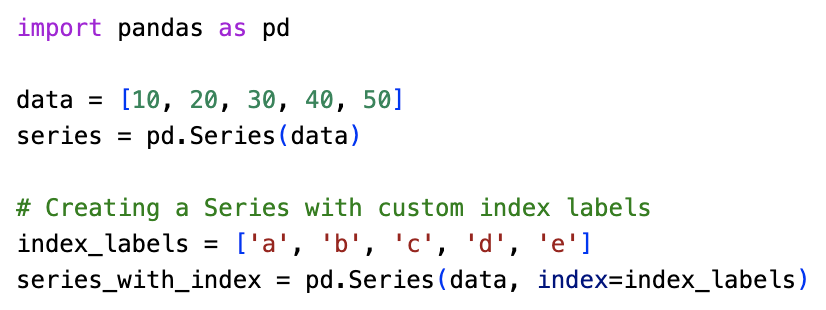 import pandas as pd
data = [10, 20, 30, 40, 50]
series = pd.Series(data)
# Creating a Series with custom index labels
index_labels = ['a', 'b', 'c', 'd', 'e']
series_with_index = pd.Series(data, index=index_labels)